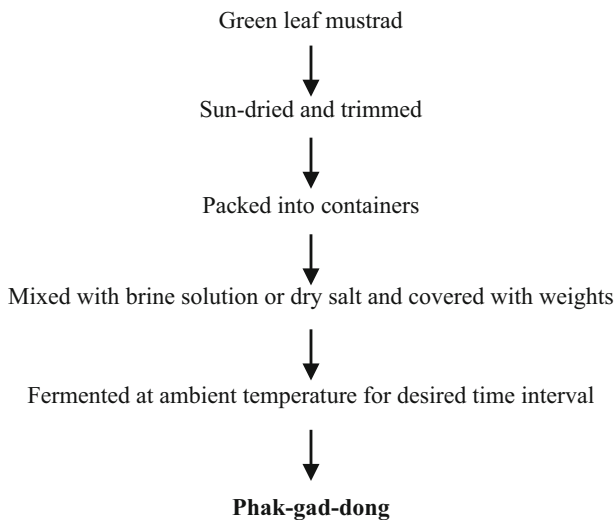 Green leaf mustrad
Sun-dried and trimmed
Packed into containers
Mixed with brine solution or dry salt and covered with weights
Fermented at ambient temperature for desired time interval
Phak-gad-dong